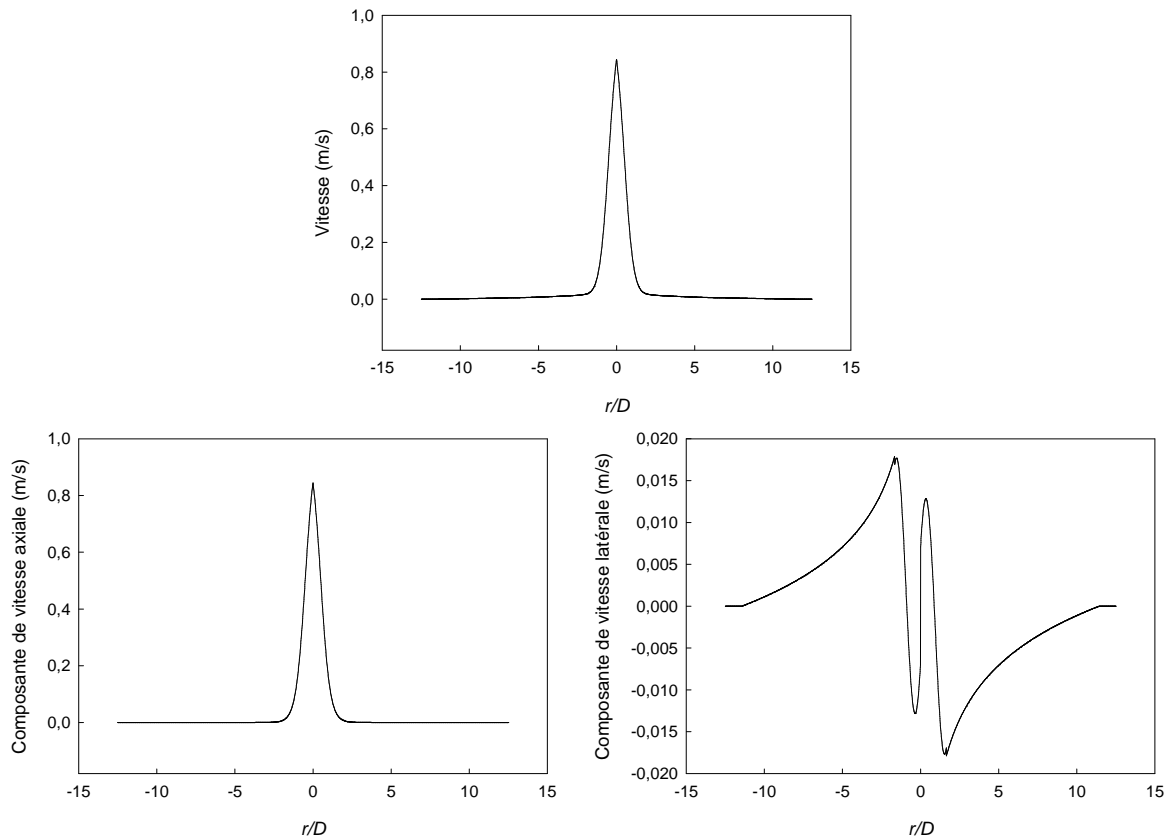 Vitesse (m/s)
1,0
0,8
0,6
0,4
0,2
0,0
-15 -10 -5 0 5 10 15
r/D
Composante de vitesse axiale (m/s)
1,0
0,8
0,6
0,4
0,2
0,0
-15 -10 -5 0 5 10 15
r/D
Composante de vitesse latérale (m/s)
0,020
0,015
0,010
0,005
0,000
-0,005
-0,010
-0,015
-0,020
-15 -10 -5 0 5 10 15
r/D